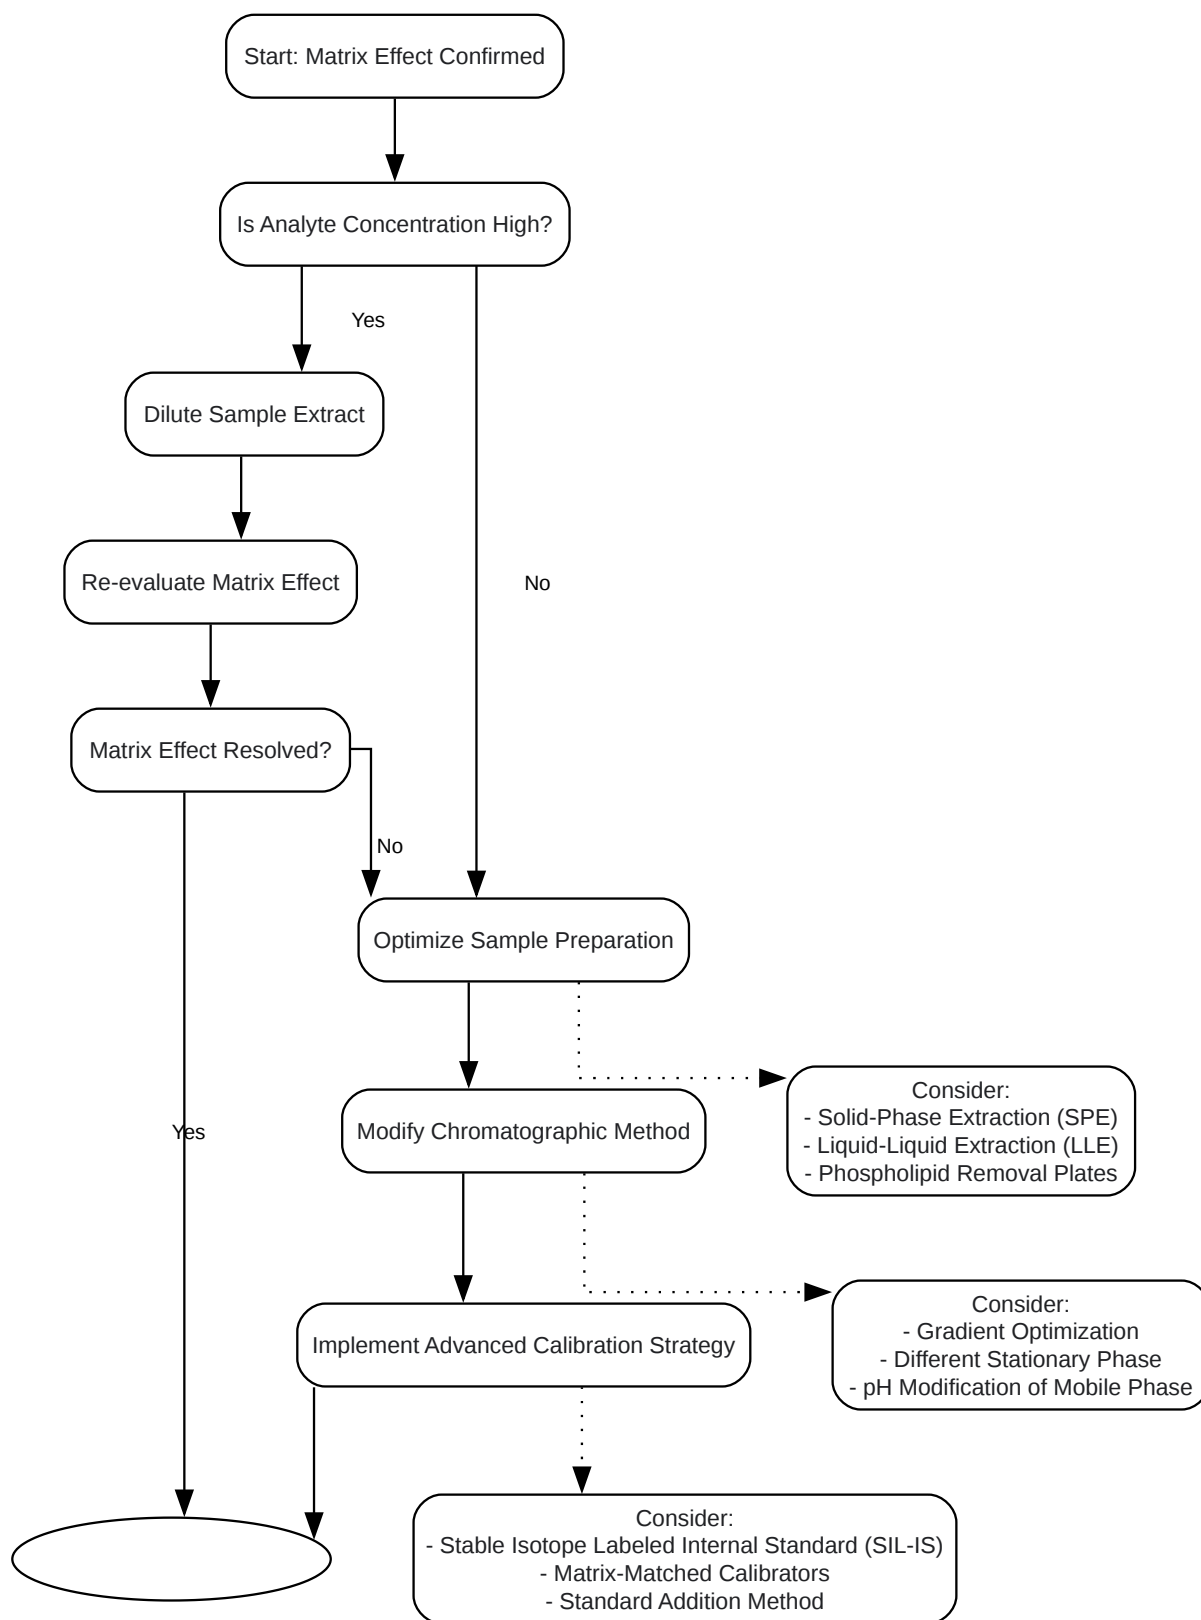 Start: Matrix Effect Confirmed
Is Analyte Concentration High?
Yes
Dilute Sample Extract
Re-evaluate Matrix Effect
No
Matrix Effect Resolved?
No
Optimize Sample Preparation
Consider:
- Solid-Phase Extraction (SPE)
- Liquid-Liquid Extraction (LLE)
- Phospholipid Removal Plates
Yes
Modify Chromatographic Method
Consider:
- Gradient Optimization
- Different Stationary Phase
- pH Modification of Mobile Phase
Implement Advanced Calibration Strategy
Consider:
- Stable Isotope Labeled Internal Standard (SIL-IS)
- Matrix-Matched Calibrators
- Standard Addition Method